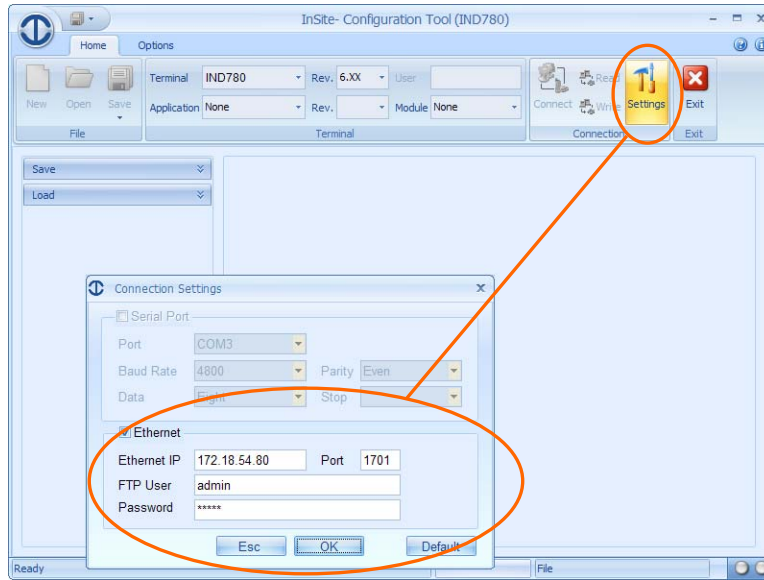 InSite- Configuration Tool (IND780)
Home Options
Terminal IND780 Rev. 6.XX User
New Open Save Application None Rev. Module None Connect Read Write Settings Exit
File Terminal Connection Exit
Save
Load
Connection Settings
Serial Port
Port COM3
Baud Rate 4800 Parity Even
Data Eight Stop
Ethernet
Ethernet IP 172.18.54.80 Port 1701
FTP User admin
Password *****
Esc OK Default
Ready File